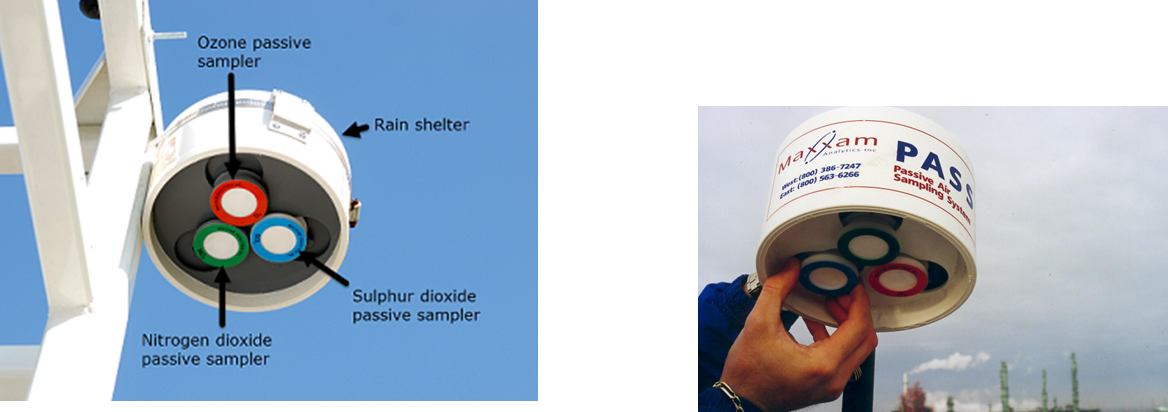 Ozone passive
sampler
Rain shelter
Sulphur dioxide
passive sampler
Nitrogen dioxide
passive sampler
Maxxam
Analytics Inc
West:(800) 386-7247
East: (800) 563-6266
PASS
Passive Air
Sampling System